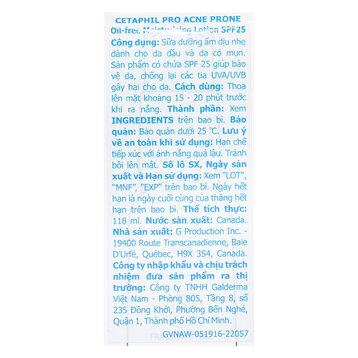 CETAPHIL PRO ACNE PRONE
Oil-free Moisturising Lotion SPF25
Công dụng: Sữa dưỡng ẩm dịu nhẹ
dành cho da dầu và da có mụn.
Sản phẩm có chứa SPF 25 giúp bảo
vệ da, chống lại các tia UVA/UVB
gây hại cho da. Cách dùng: Thoa
lên mặt khoảng 15 - 20 phút trước
khi ra nắng. Thành phần: Xem
INGREDIENTS trên bao bì. Bảo
quản: Bảo quản dưới 25 °C. Lưu ý
về an toàn khi sử dụng: Hạn chế
tiếp xúc với ánh nắng quá lâu. Tránh
bôi lên mắt. Số lô SX, Ngày sản
xuất và Hạn sử dụng: Xem "LOT",
"MNF", "EXP" trên bao bì. Ngày hết
hạn là ngày cuối cùng của tháng hết
hạn trên bao bì. Thể tích thực:
118 ml. Nước sản xuất: Canada.
Nhà sản xuất: G Production Inc. -
19400 Route Transcanadienne, Baie
D'Urfé, Québec, H9X 3S4, Canada.
Công ty nhập khẩu và chịu trách
nhiệm đưa sản phẩm ra thị
trường: Công ty TNHH Galderma
Việt Nam - Phòng 805, Tầng 8, số
235 Đồng Khởi, Phường Bến Nghé,
Quận 1, Thành phố Hồ Chí Minh.
GVNAW-051916-22057